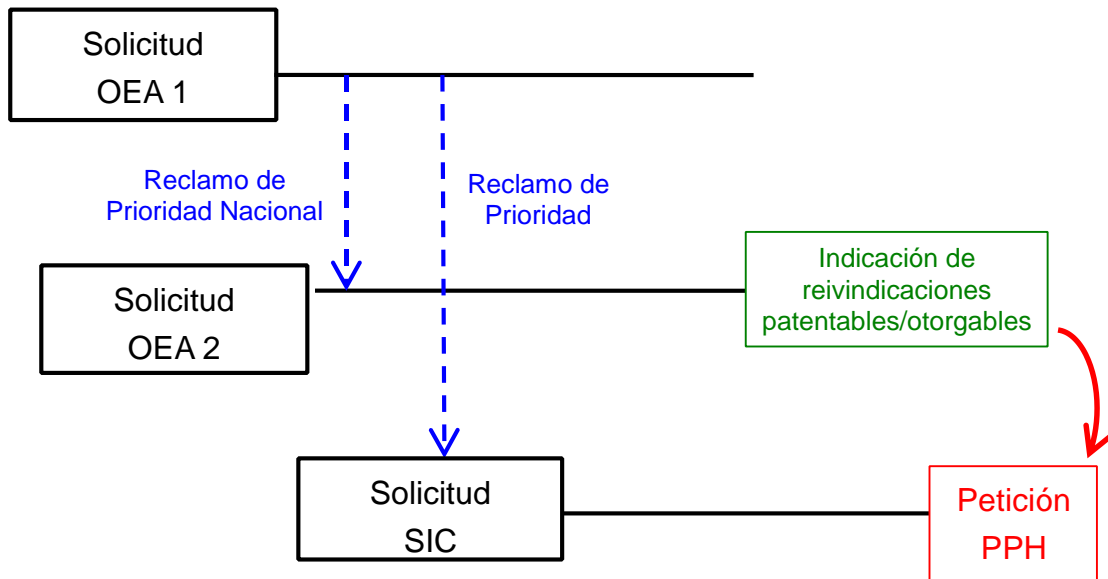 Solicitud
OEA 1
Reclamo de
Prioridad Nacional
Reclamo de
Prioridad
Solicitud
OEA 2
Indicación de
reivindicaciones
patentables/otorgables
Solicitud
SIC
Petición
PPH